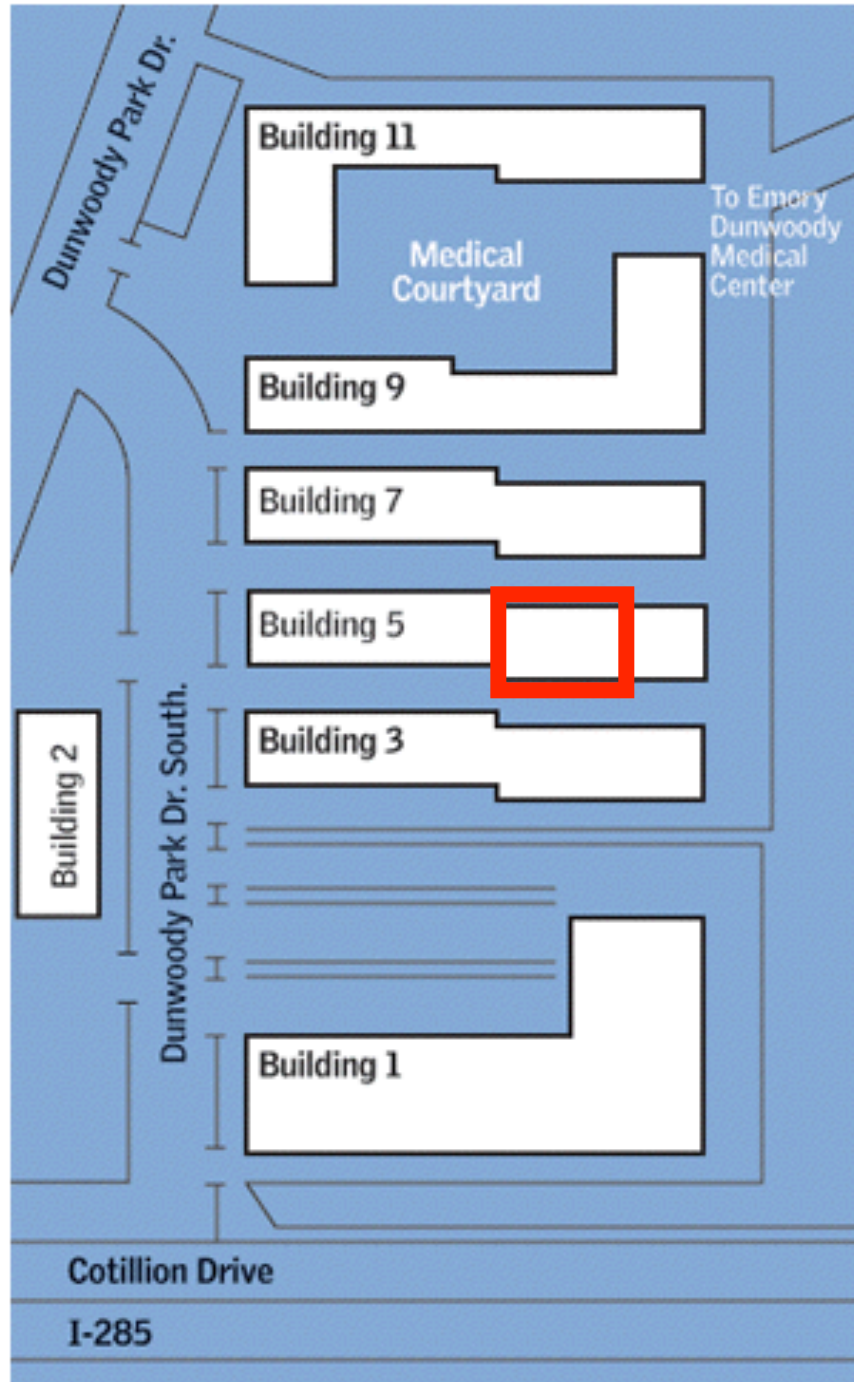 Dunwoody Park Dr.
Building 11
To Emory
Dunwoody
Medical
Center
Medical
Courtyard
Building 9
Building 7
Building 5
Building 3
Building 2
Dunwoody Park Dr. South.
Building 1
Cotillion Drive
I-285